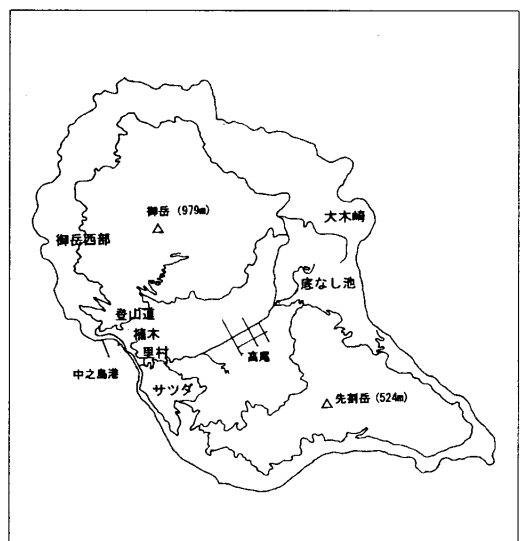 御岳 (979m)
大木崎
御岳西部
底なし池
登山道
楠木
里村
高尾
中之島港
サツダ
先割岳 (524m)